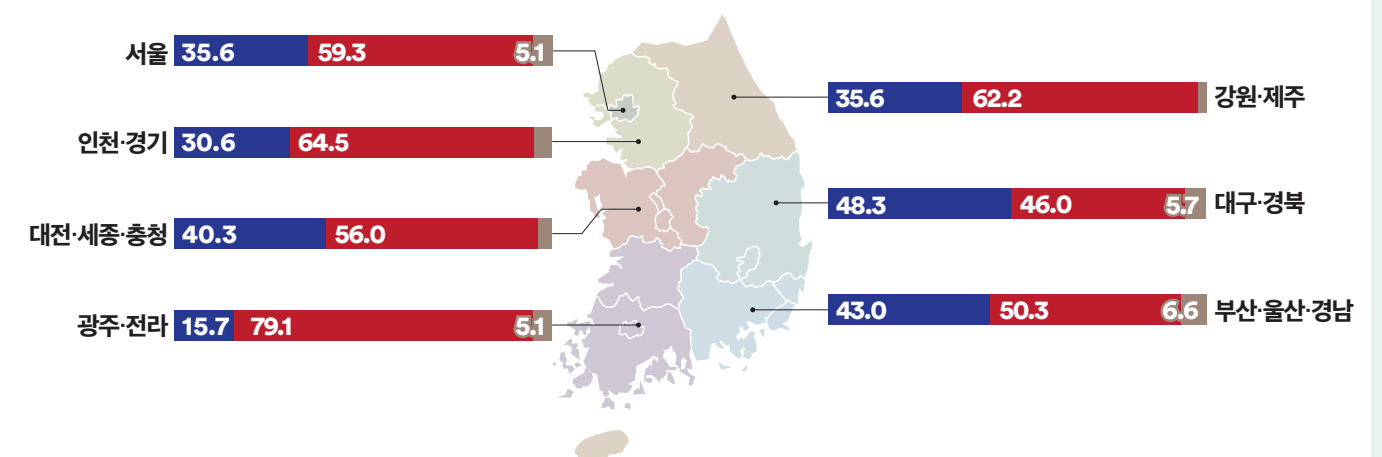 서울 35.6 59.3 5.1
인천·경기 30.6 64.5
대전·세종·충청 40.3 56.0
광주·전라 15.7 79.1 5.1
35.6 62.2 강원·제주
48.3 46.0 5.7 대구·경북
43.0 50.3 6.6 부산·울산·경남